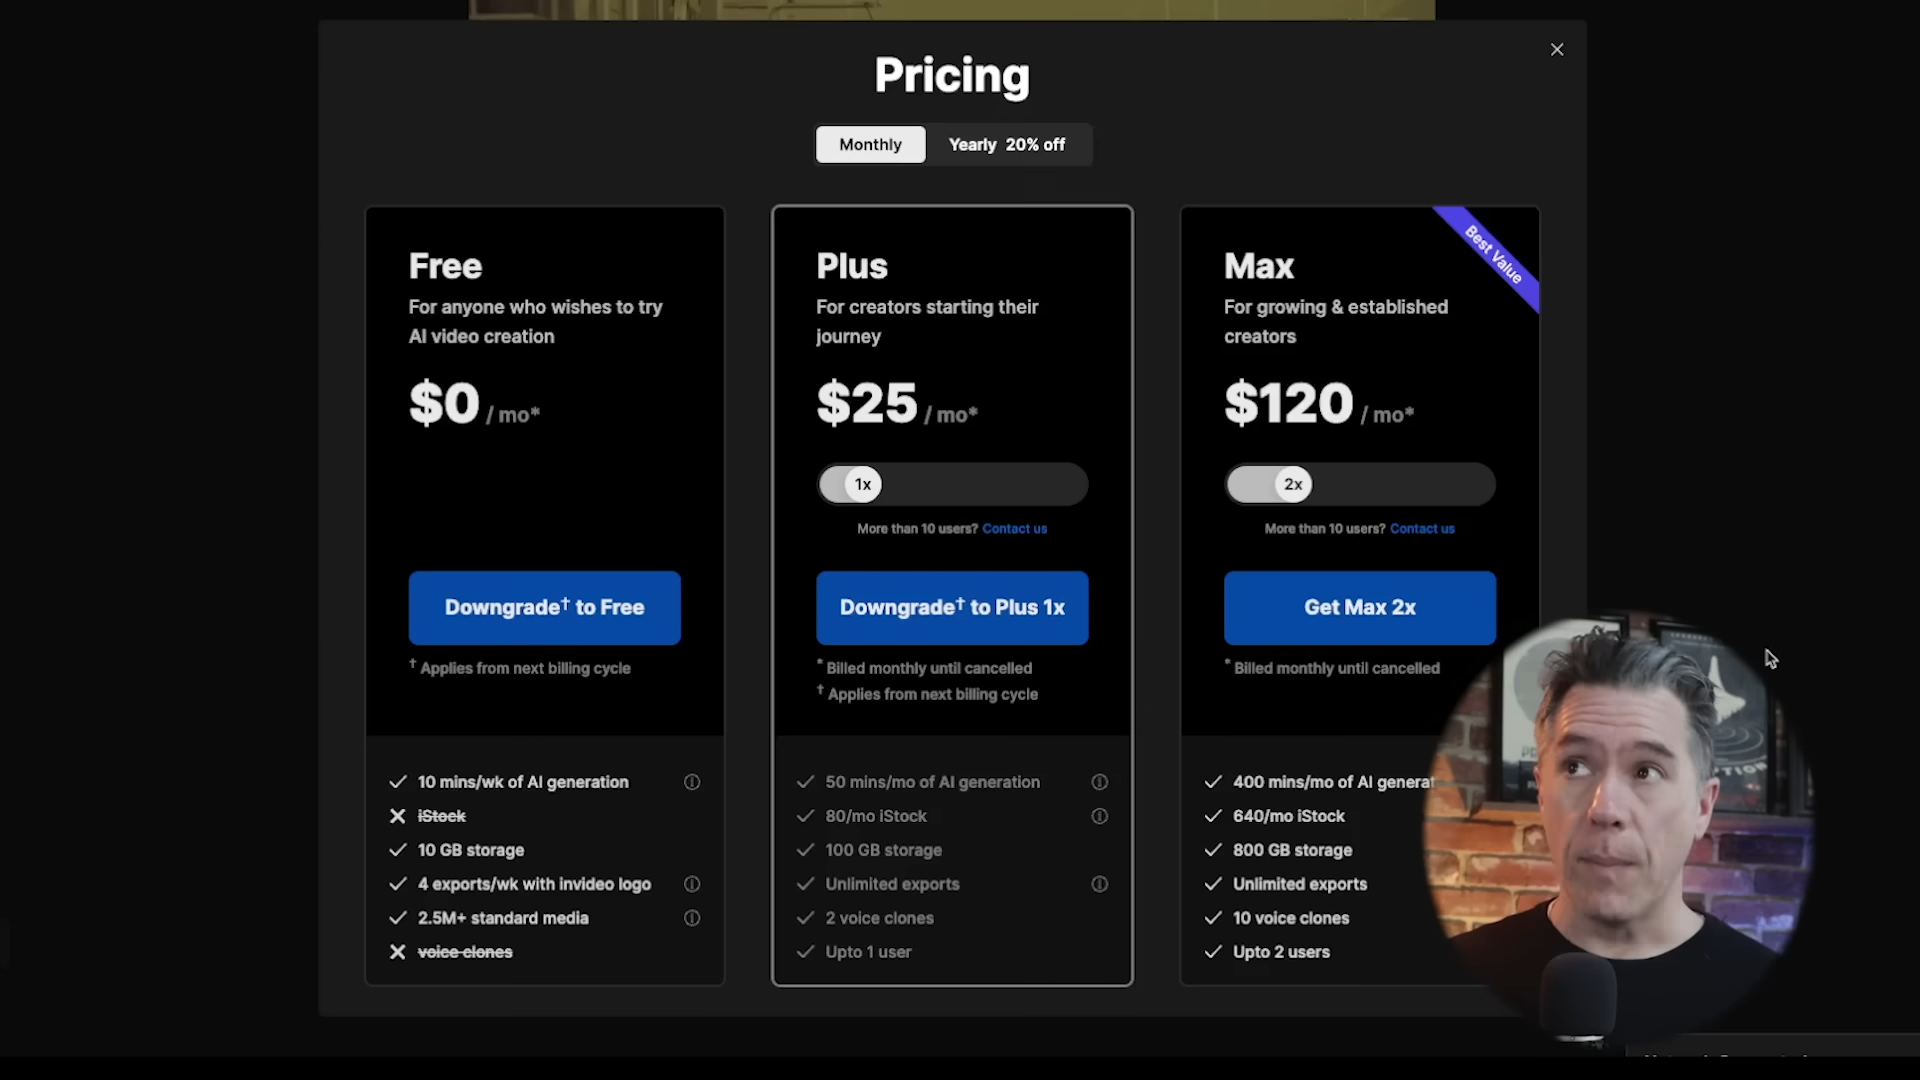 Pricing
Monthly
Yearly 20% off
Free
For anyone who wishes to try
AI video creation
$0 / mo*
Downgrade† to Free
† Applies from next billing cycle
10 mins/wk of AI generation
iStock
10 GB storage
4 exports/wk with invideo logo
2.5M+ standard media
voice clones
Plus
For creators starting their
journey
$25 / mo*
1x
More than 10 users? Contact us
Downgrade† to Plus 1x
* Billed monthly until cancelled
† Applies from next billing cycle
50 mins/mo of AI generation
80/mo iStock
100 GB storage
Unlimited exports
2 voice clones
Upto 1 user
Best Value
Max
For growing & established
creators
$120 / mo*
2x
More than 10 users? Contact us
Get Max 2x
* Billed monthly until cancelled
400 mins/mo of AI
640/mo iStock
800 GB storage
Unlimited exports
10 voice clones
Upto 2 users